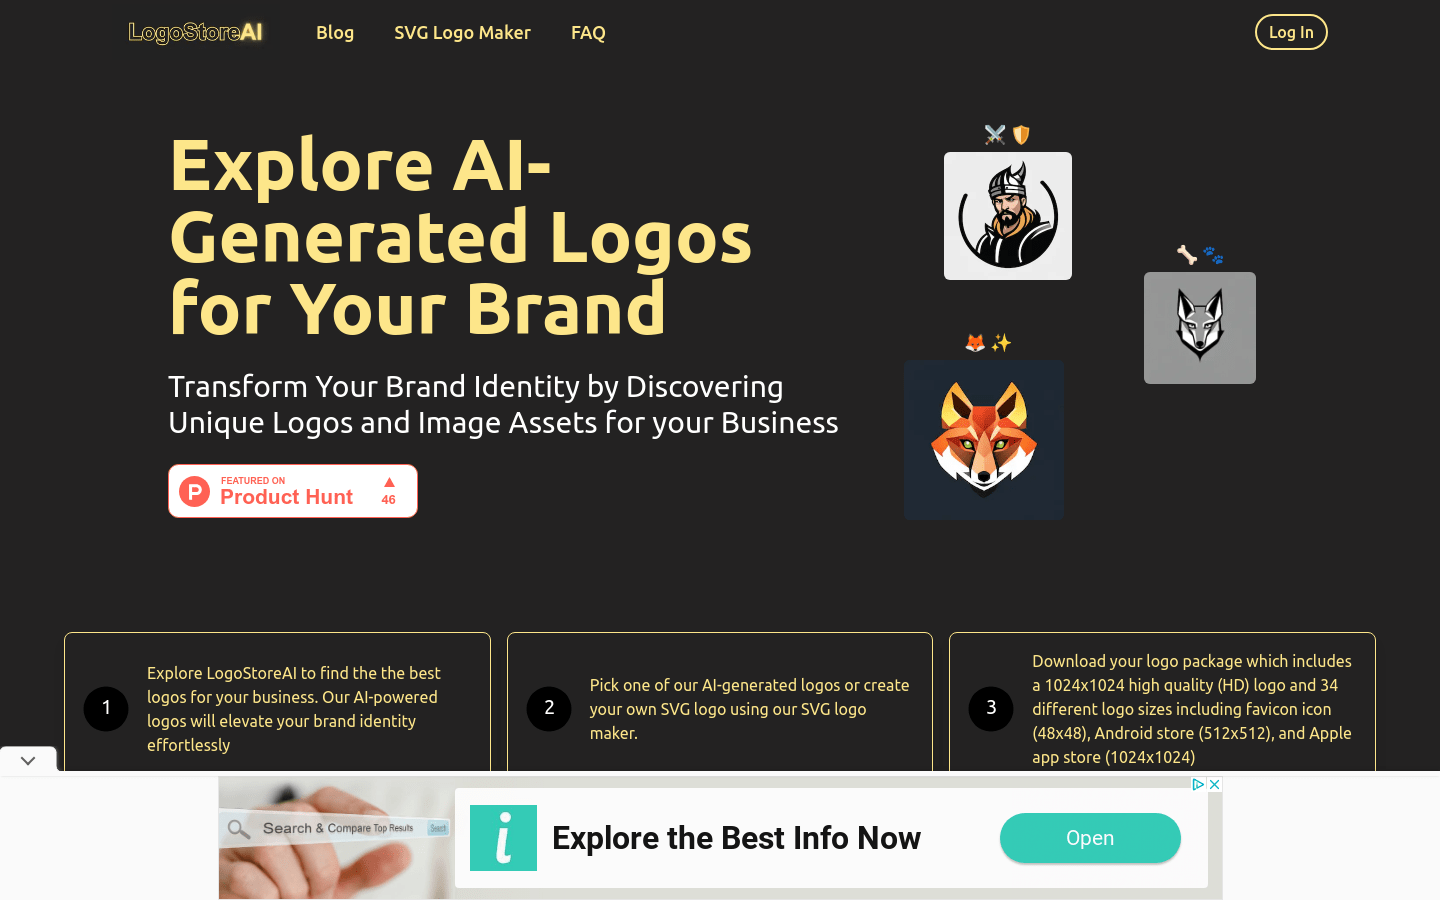 LogoStoreAI
Blog
SVG Logo Maker
FAQ
Log In
Explore AI-
Generated Logos
for Your Brand
Transform Your Brand Identity by Discovering
Unique Logos and Image Assets for your Business
FEATURED ON
Product Hunt
46
1
Explore LogoStoreAI to find the the best
logos for your business. Our AI-powered
logos will elevate your brand identity
effortlessly
2
Pick one of our AI-generated logos or create
your own SVG logo using our SVG logo
maker.
3
Download your logo package which includes
a 1024x1024 high quality (HD) logo and 34
different logo sizes including favicon icon
(48x48), Android store (512x512), and Apple
app store (1024x1024)
Search & Compare Top Results
Search
Explore the Best Info Now
Open